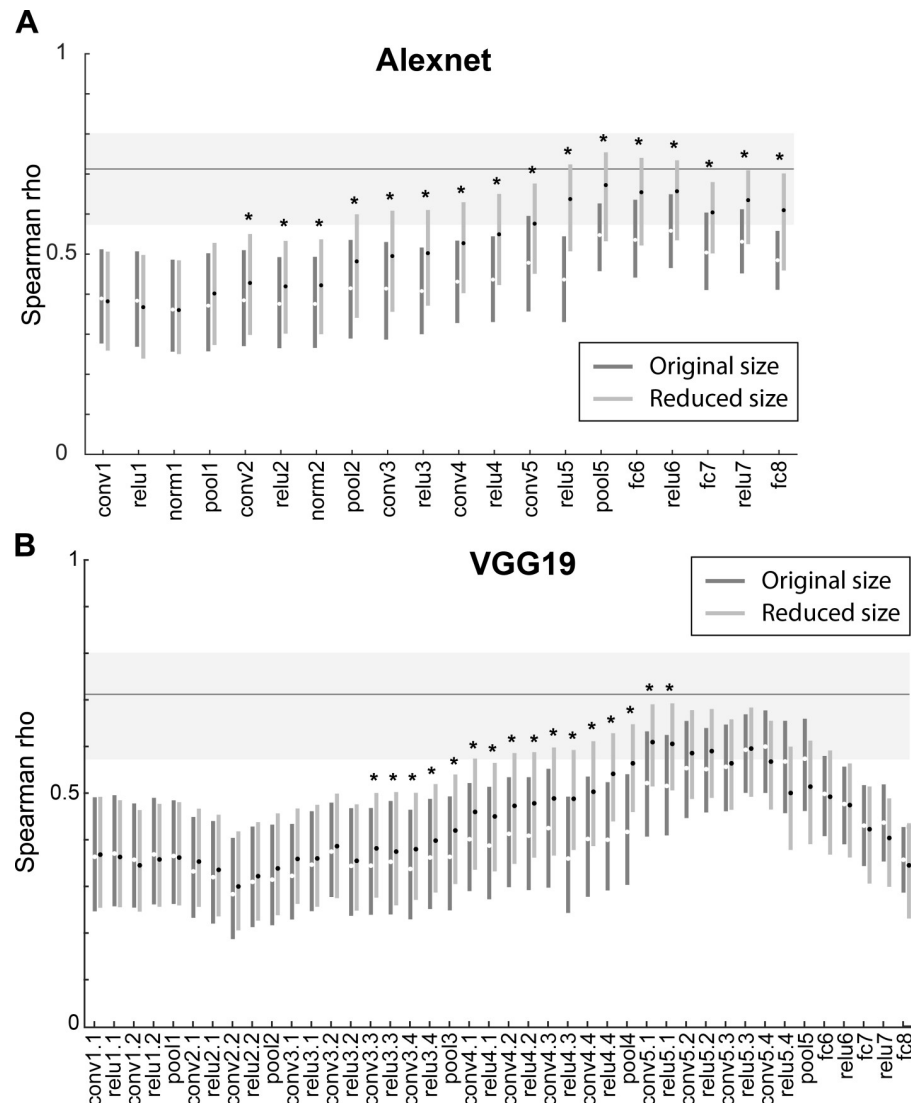 A
Alexnet
1
0.5
0
Spearman rho
* * * * * * * * * * * * * * * *
Original size
Reduced size
conv1
relu1
norm1
pool1
conv2
relu2
norm2
pool2
conv3
relu3
conv4
relu4
conv5
relu5
pool5
fc6
relu6
fc7
relu7
fc8
B
VGG19
1
0.5
0
Spearman rho
* * * * * * * * * * * * * * * * 
Original size
Reduced size
conv1.1
relu1.1
conv1.2
relu1.2
pool1
conv2.1
relu2.1
conv2.2
relu2.2
pool2
conv3.1
relu3.1
conv3.2
relu3.2
conv3.3
relu3.3
conv3.4
relu3.4
pool3
conv4.1
relu4.1
conv4.2
relu4.2
conv4.3
relu4.3
conv4.4
relu4.4
pool4
conv5.1
relu5.1
conv5.2
relu5.2
conv5.3
relu5.3
conv5.4
relu5.4
pool5
fc6
relu6
fc7
relu7
fc8